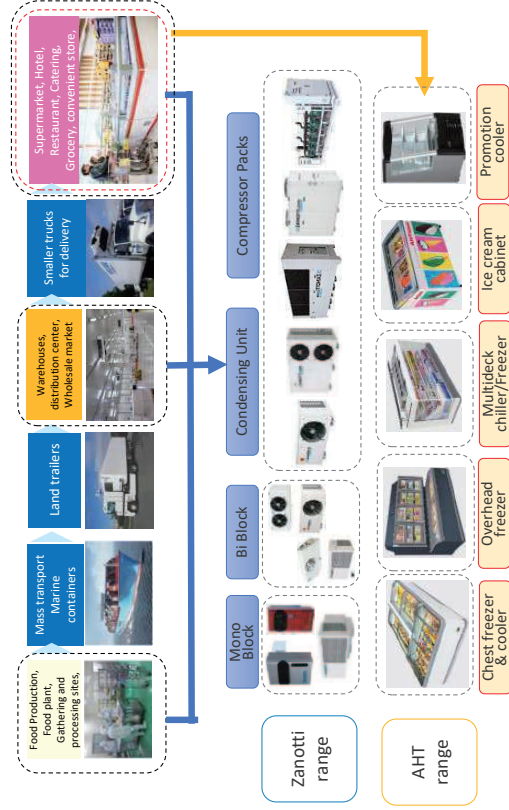 Food Production,
Food plant,
Gathering and
processing sites,
Mass transport
Marine
containers
Land trailers
Warehouses,
distribution center,
Wholesale market
Smaller trucks
for delivery
Supermarket, Hotel,
Restaurant, Catering,
Grocery, convenient store,
Zanotti
range
Mono
Block
Bi Block
Condensing Unit
Compressor Packs
AHT
range
Chest freezer
& cooler
Overhead
freezer
Multideck
chiller/Freezer
Ice cream
cabinet
Promotion
cooler